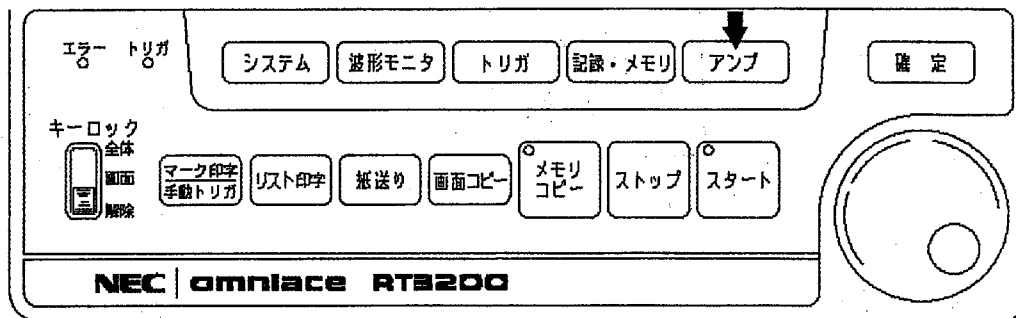 エラー トリガ
システム 波形モニタ トリガ 記録・メモリ アンプ 確定
キーロック
全体
画面
解除
マーク印字
手動トリガ
リスト印字 紙送り 画面コピー
メモリ
コピー
ストップ スタート
NEC omniace RT3200